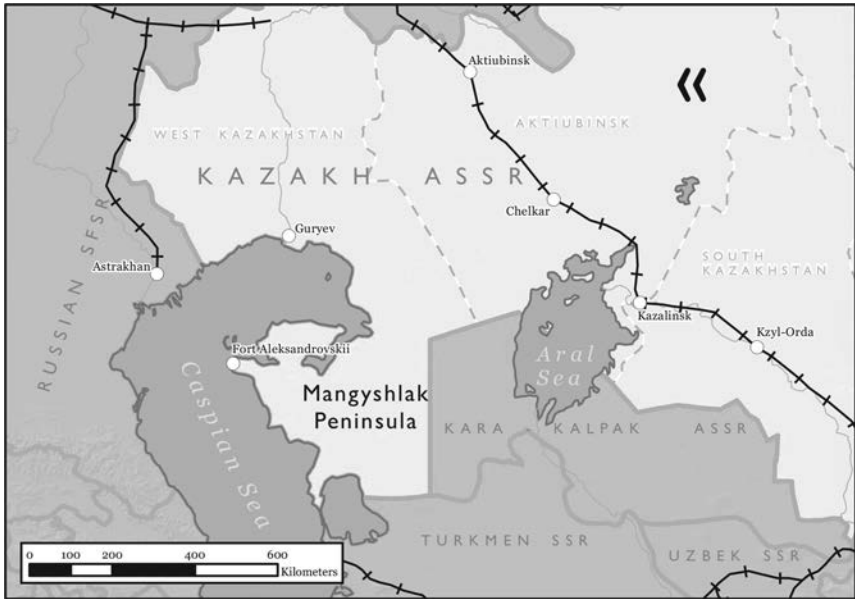 Aktiubinsk
WEST KAZAKHSTAN
AKTIUBINSK
KAZAKH ASSR
Chelkar
Guryev
Astrakhan
RUSSIAN SFSR
SOUTH
KAZAKHSTAN
Kazalinsk
Kzyl-Orda
Fort Aleksandrovskii
Aral
Sea
Caspian Sea
Mangyshlak
Peninsula
KARA KALPAK ASSR
TURKMEN SSR
UZBEK SSR
0 100 200 400 600
Kilometers